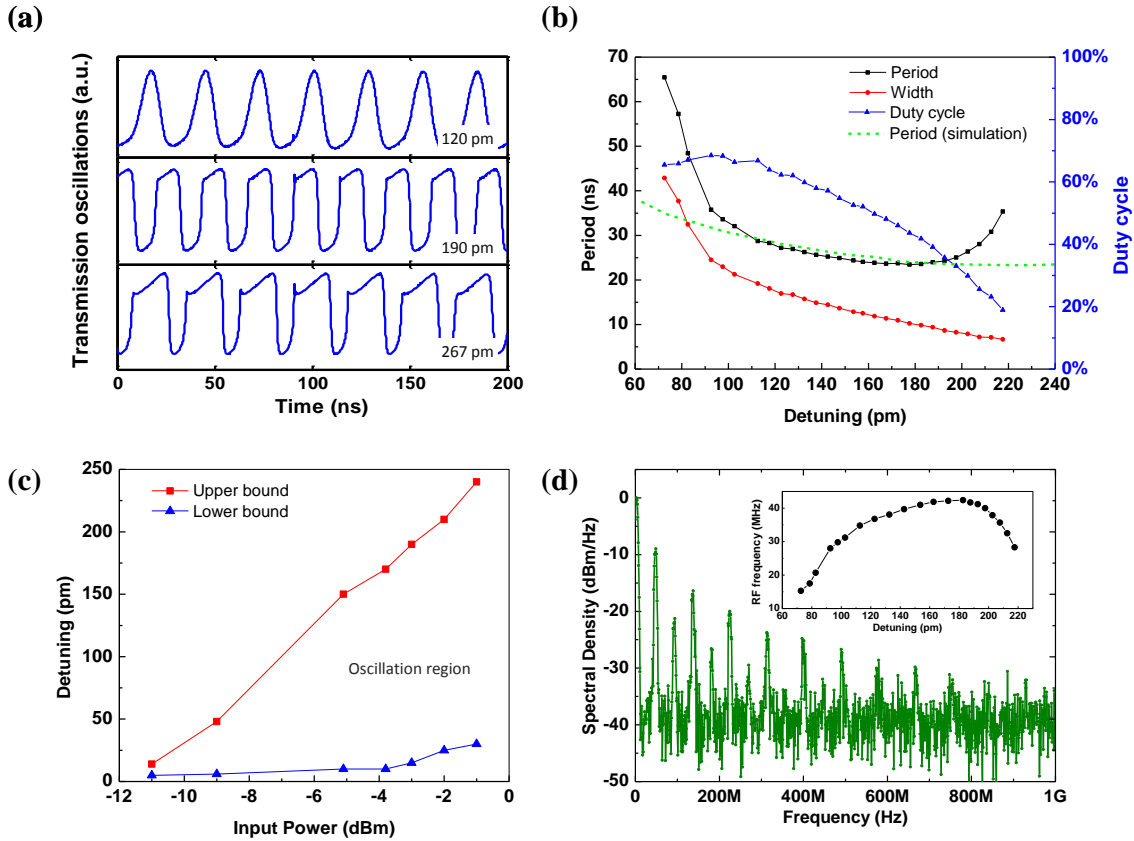 (a)
Transmission oscillations (a.u.)
120 pm
190 pm
267 pm
0 50 100 150 200
Time (ns)
(b)
70
60
50
40
30
20
10
0
Period (ns)
Period
Width
Duty cycle
Period (simulation)
100%
80%
60%
40%
20%
0%
Duty cycle
60 80 100 120 140 160 180 200 220 240
Detuning (pm)
(c)
250
200
150
100
50
0
Detuning (pm)
Upper bound
Lower bound
Oscillation region
-12 -10 -8 -6 -4 -2 0
Input Power (dBm)
(d)
0
-10
-20
-30
-40
-50
Spectral Density (dBm/Hz)
40
30
20
10
RF frequency (MHz)
60 80 100 120 140 160 180 200 220
Detuning (pm)
0 200M 400M 600M 800M 1G
Frequency (Hz)